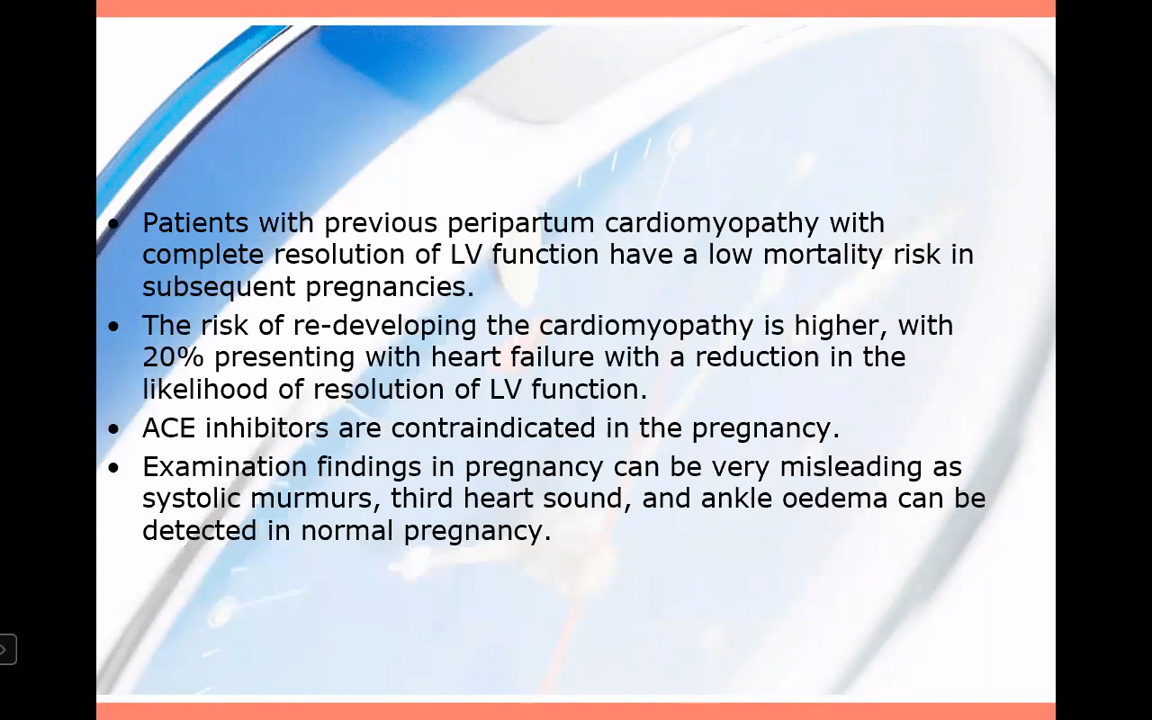 • Patients with previous peripartum cardiomyopathy with
complete resolution of LV function have a low mortality risk in
subsequent pregnancies.
• The risk of re-developing the cardiomyopathy is higher, with
20% presenting with heart failure with a reduction in the
likelihood of resolution of LV function.
• ACE inhibitors are contraindicated in the pregnancy.
• Examination findings in pregnancy can be very misleading as
systolic murmurs, third heart sound, and ankle oedema can be
detected in normal pregnancy.